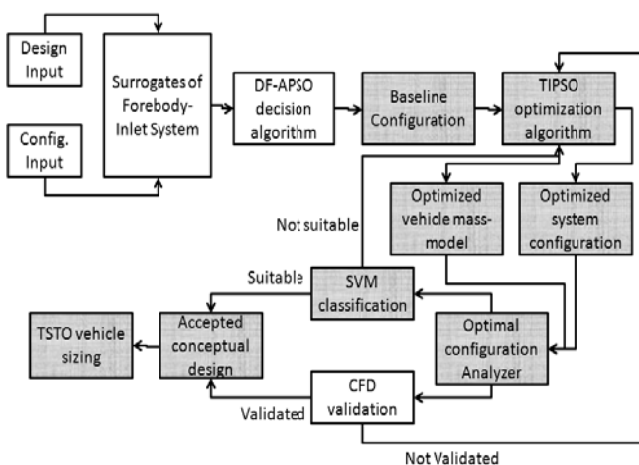 Design
Input
Config.
Input
Surrogates of
Forebody-
Inlet System
DF-APSO
decision
algorithm
Baseline
Configuration
TIPSO
optimization
algorithm
Optimized
vehicle mass-
model
Optimized
system
configuration
Not suitable
Suitable
SVM
classification
TSTO vehicle
sizing
Accepted
conceptual
design
Optimal
configuration
Analyzer
CFD
validation
Validated
Not Validated